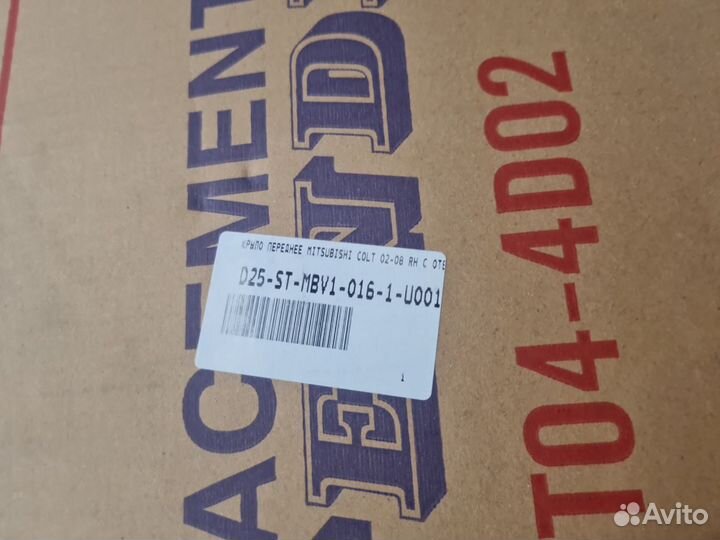 ACEMENT
END
T04-4D02
КРЫЛО ПЕРЕДНЕЕ MITSUBISHI COLT 02-08 RH С ОТВ
D25-ST-MBV1-016-1-U001
1
Avito